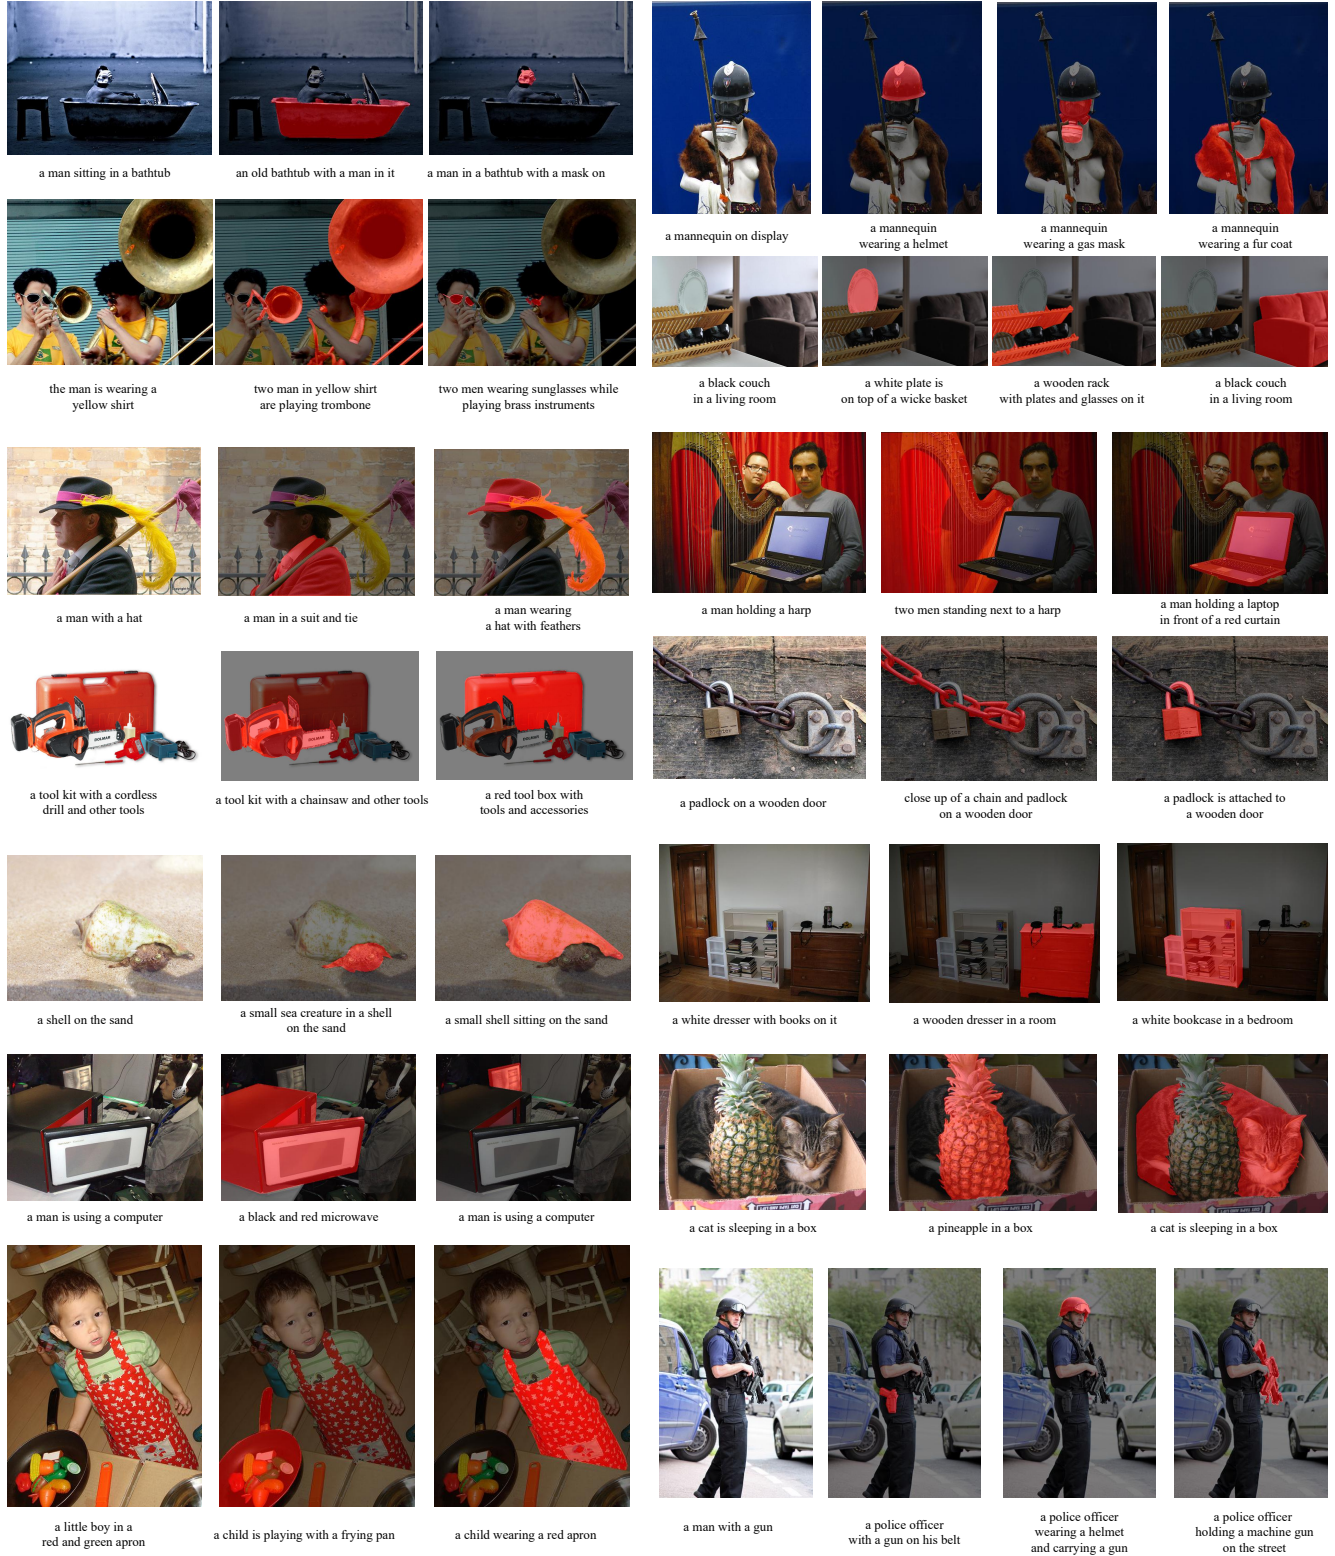 a man sitting in a bathtub
an old bathtub with a man in it
a man in a bathtub with a mask on
a mannequin on display
a mannequin
wearing a helmet
a mannequin
wearing a gas mask
a mannequin
wearing a fur coat
the man is wearing a
yellow shirt
two man in yellow shirt
are playing trombone
two men wearing sunglasses while
playing brass instruments
a black couch
in a living room
a white plate is
on top of a wicke basket
a wooden rack
with plates and glasses on it
a black couch
in a living room
a man with a hat
a man in a suit and tie
a man wearing
a hat with feathers
a man holding a harp
two men standing next to a harp
a man holding a laptop
in front of a red curtain
DOLMAR
DOLMAR
DOLMAR
a tool kit with a cordless
drill and other tools
a tool kit with a chainsaw and other tools
a red tool box with
tools and accessories
a padlock on a wooden door
close up of a chain and padlock
on a wooden door
a padlock is attached to
a wooden door
a shell on the sand
a small sea creature in a shell
on the sand
a small shell sitting on the sand
a white dresser with books on it
a wooden dresser in a room
a white bookcase in a bedroom
a man is using a computer
a black and red microwave
a man is using a computer
a cat is sleeping in a box
a pineapple in a box
a cat is sleeping in a box
a little boy in a
red and green apron
a child is playing with a frying pan
a child wearing a red apron
a man with a gun
a police officer
with a gun on his belt
a police officer
wearing a helmet
and carrying a gun
a police officer
holding a machine gun
on the street